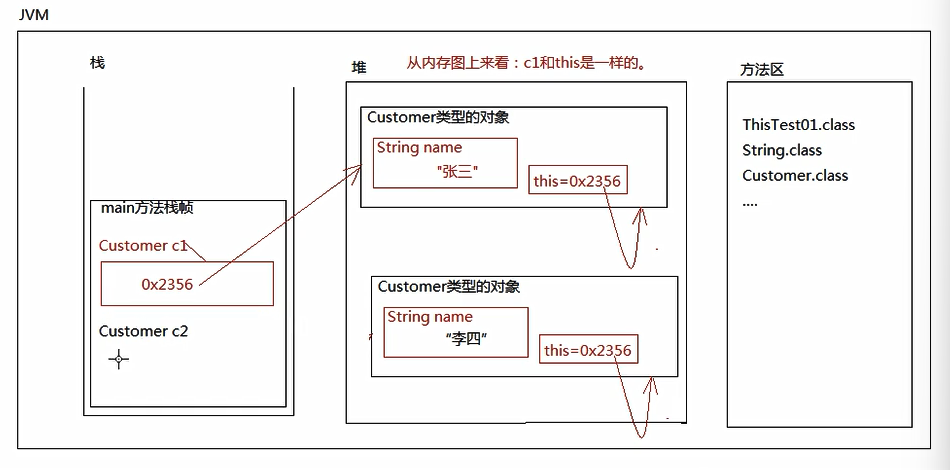 JVM
栈
堆
从内存图上来看：c1和this是一样的。
方法区
main方法栈帧
Customer c1
0x2356
Customer c2
Customer类型的对象
String name
"张三"
this=0x2356
Customer类型的对象
String name
"李四"
this=0x2356
ThisTest01.class
String.class
Customer.class
....